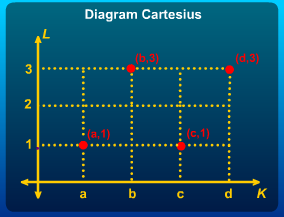 Diagram Cartesius
L
(b,3)
(d,3)
3
2
(a,1)
(c,1)
1
a b c d K